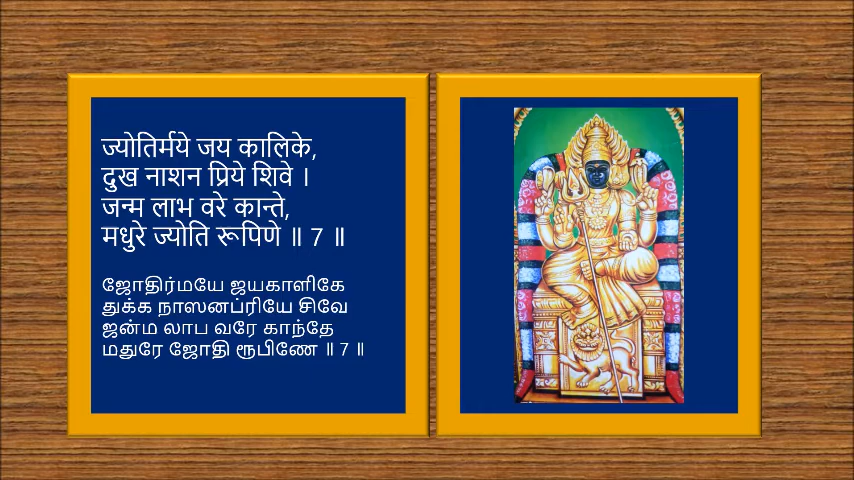 ज्योतिर्मये जय कालिके,
दुख नाशन प्रिये शिवे ।
जन्म लाभ वरे कान्ते,
मधुरे ज्योति रूपिणे ॥ 7 ॥
ஜோதிர்மயே ஜயகாளிகே
துக்க நாஸனப்ரியே சிவே
ஜன்ம லாப வரே காந்தே
மதுரே ஜோதி ரூபிணே ॥ 7 ॥